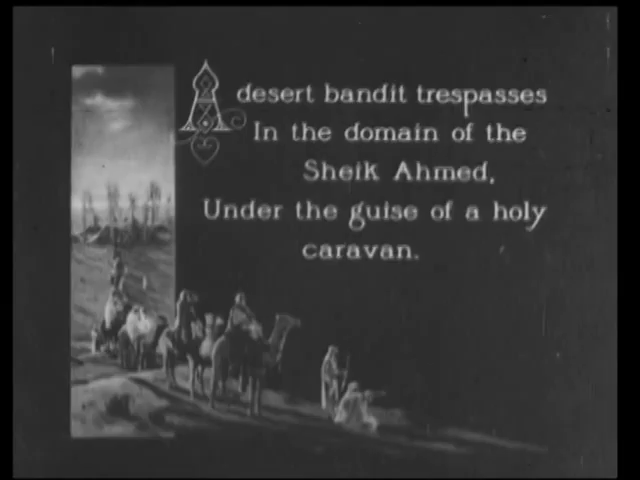 A desert bandit trespasses
In the domain of the
Sheik Ahmed,
Under the guise of a holy
caravan.